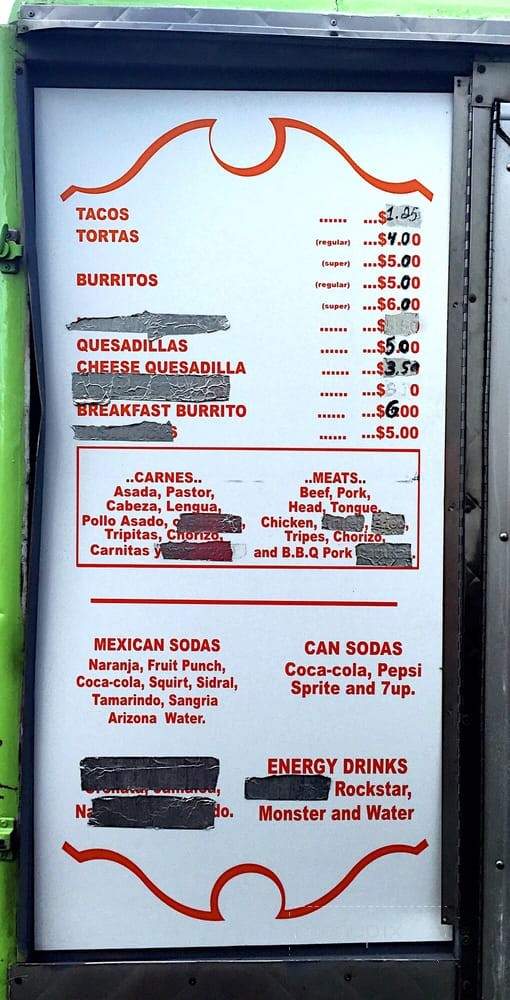 TACOS ...... ...$1.25
TORTAS (regular) ...$4.00
(super) ...$5.00
BURRITOS (regular) ...$5.00
(super) ...$6.00
...... ...$
QUESADILLAS ...... ...$5.00
CHEESE QUESADILLA ...... ...$3.50
...... 0
BREAKFAST BURRITO ...... ...$6.00
S ...... ...$5.00
..CARNES.. ..MEATS..
Asada, Pastor, Beef, Pork,
Cabeza, Lengua, Head, Tongue,
Pollo Asado, Chicken,
Tripitas, Chorizo, Tripes, Chorizo,
Carnitas y and B.B.Q Pork
MEXICAN SODAS CAN SODAS
Naranja, Fruit Punch, Coca-cola, Pepsi
Coca-cola, Squirt, Sidral, Sprite and 7up.
Tamarindo, Sangria
Arizona Water.
ENERGY DRINKS
Rockstar,
Monster and Water